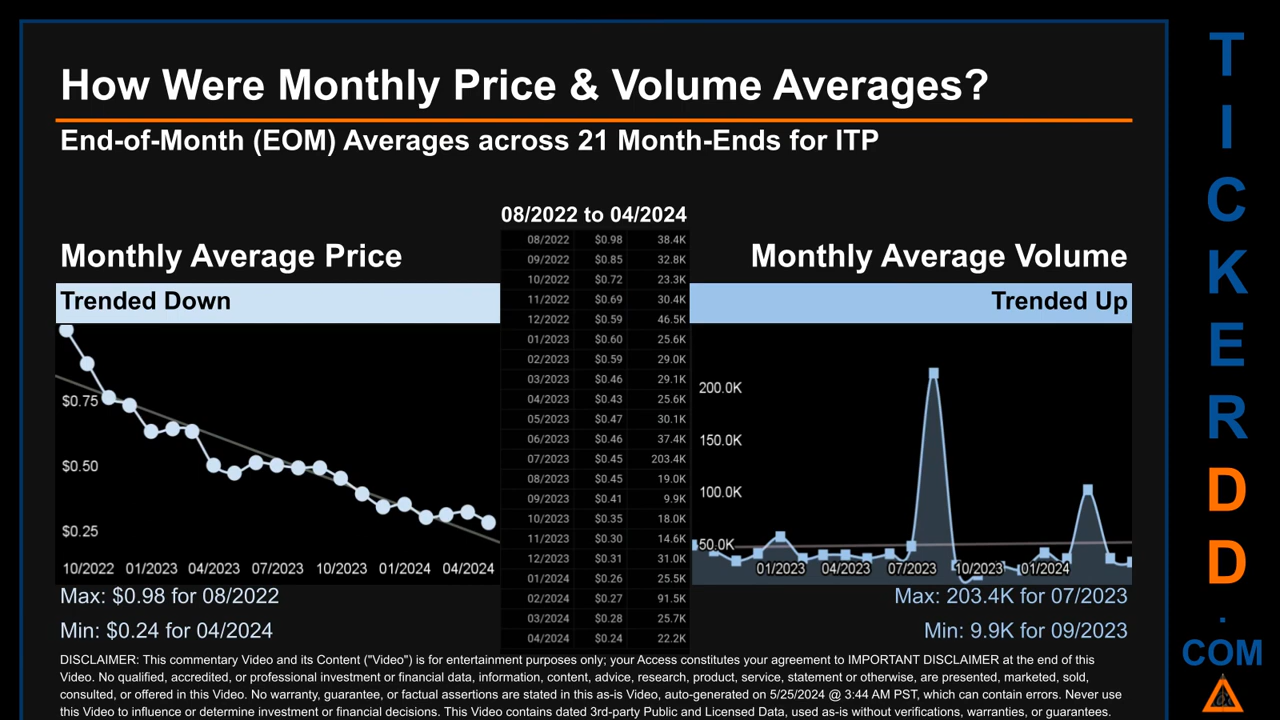 How Were Monthly Price & Volume Averages?
End-of-Month (EOM) Averages across 21 Month-Ends for ITP
08/2022 to 04/2024
Monthly Average Price
Trended Down
$0.75
$0.50
$0.25
10/2022 01/2023 04/2023 07/2023 10/2023 01/2024 04/2024
Max: $0.98 for 08/2022
Min: $0.24 for 04/2024
08/2022 $0.98 38.4K
09/2022 $0.85 32.8K
10/2022 $0.72 23.3K
11/2022 $0.69 30.4K
12/2022 $0.59 46.5K
01/2023 $0.60 25.6K
02/2023 $0.59 29.0K
03/2023 $0.46 29.1K
04/2023 $0.43 25.6K
05/2023 $0.47 30.1K
06/2023 $0.46 37.4K
07/2023 $0.45 203.4K
08/2023 $0.45 19.0K
09/2023 $0.41 9.9K
10/2023 $0.35 18.0K
11/2023 $0.30 14.6K
12/2023 $0.31 31.0K
01/2024 $0.26 25.5K
02/2024 $0.27 91.5K
03/2024 $0.28 25.7K
04/2024 $0.24 22.2K
Monthly Average Volume
Trended Up
200.0K
150.0K
100.0K
50.0K
01/2023 04/2023 07/2023 10/2023 01/2024
Max: 203.4K for 07/2023
Min: 9.9K for 09/2023
DISCLAIMER: This commentary Video and its Content ("Video") is for entertainment purposes only; your Access constitutes your agreement to IMPORTANT DISCLAIMER at the end of this
Video. No qualified, accredited, or professional investment or financial data, information, content, advice, research, product, service, statement or otherwise, are presented, marketed, sold,
consulted, or offered in this Video. No warranty, guarantee, or factual assertions are stated in this as-is Video, auto-generated on 5/25/2024 @ 3:44 AM PST, which can contain errors. Never use
this Video to influence or determine investment or financial decisions. This Video contains dated 3rd-party Public and Licensed Data, used as-is without verifications, warranties, or guarantees.
T
I
C
K
E
R
D
D
.
COM